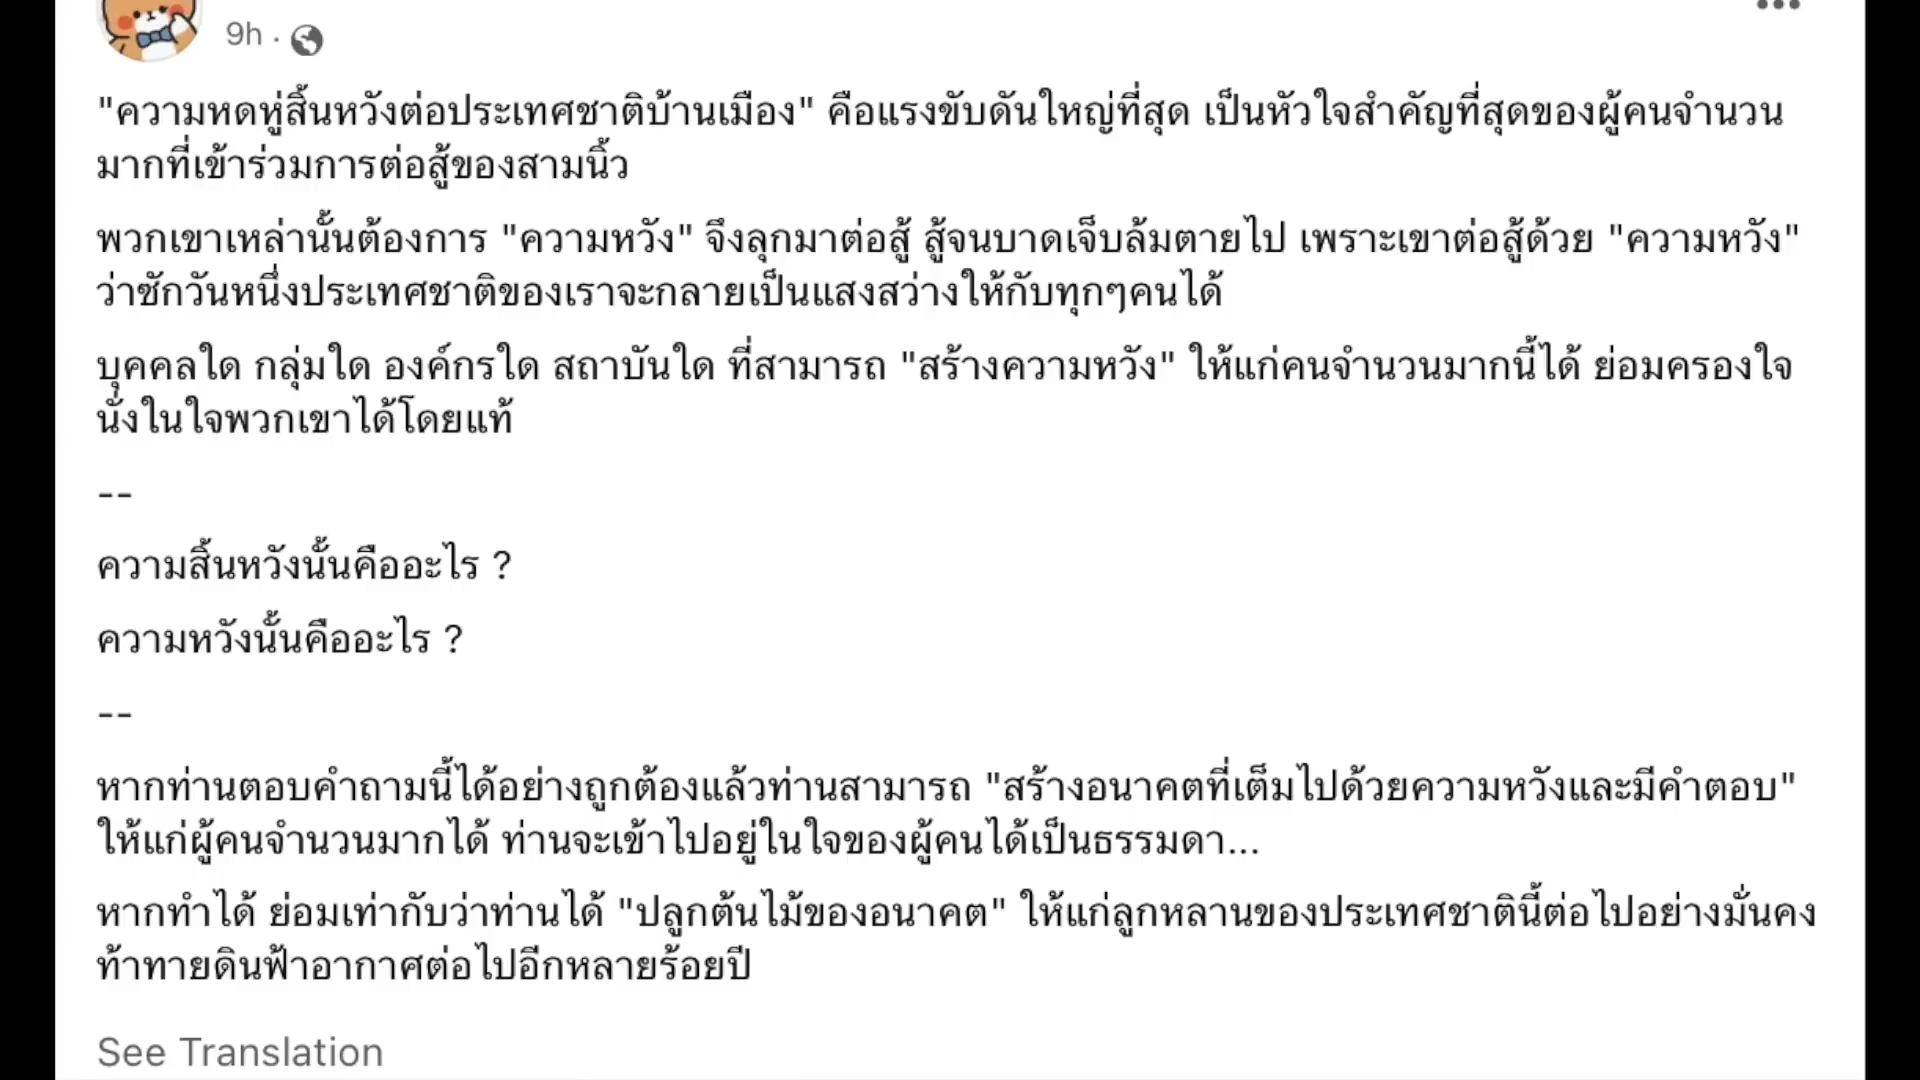 9h ·
"ความหดหู่สิ้นหวังต่อประเทศชาติบ้านเมือง" คือแรงขับดันใหญ่ที่สุด เป็นหัวใจสำคัญที่สุดของผู้คนจำนวน
มากที่เข้าร่วมการต่อสู้ของสามนิ้ว
พวกเขาเหล่านั้นต้องการ "ความหวัง" จึงลุกมาต่อสู้ สู้จนบาดเจ็บล้มตายไป เพราะเขาต่อสู้ด้วย "ความหวัง"
ว่าซักวันหนึ่งประเทศชาติของเราจะกลายเป็นแสงสว่างให้กับทุกๆคนได้
บุคคลใด กลุ่มใด องค์กรใด สถาบันใด ที่สามารถ "สร้างความหวัง" ให้แก่คนจำนวนมากนี้ได้ ย่อมครองใจ
นั่งในใจพวกเขาได้โดยแท้
--
ความสิ้นหวังนั้นคืออะไร ?
ความหวังนั้นคืออะไร ?
--
หากท่านตอบคำถามนี้ได้อย่างถูกต้องแล้วท่านสามารถ "สร้างอนาคตที่เต็มไปด้วยความหวังและมีคำตอบ"
ให้แก่ผู้คนจำนวนมากได้ ท่านจะเข้าไปอยู่ในใจของผู้คนได้เป็นธรรมดา...
หากทำได้ ย่อมเท่ากับว่าท่านได้ "ปลูกต้นไม้ของอนาคต" ให้แก่ลูกหลานของประเทศชาตินี้ต่อไปอย่างมั่นคง
ท้าทายดินฟ้าอากาศต่อไปอีกหลายร้อยปี
See Translation